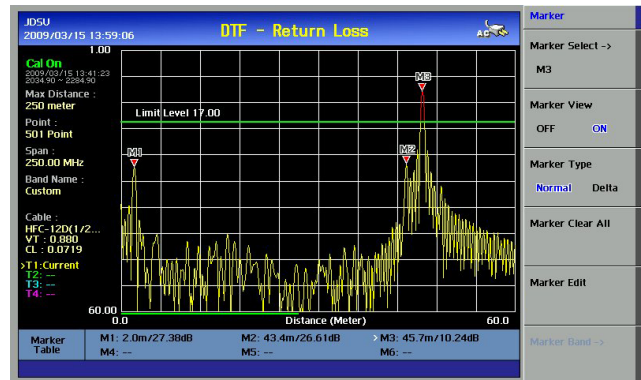 JDSU
2009/03/15 13:59:06
DTF - Return Loss
AC
Cal On
2009/03/15 13:41:23
2034.90 ~ 2284.90
Max Distance :
250 meter
Point :
501 Point
Span :
250.00 MHz
Band Name :
Custom
Cable :
HFC-12D(1/2...
VT : 0.880
CL : 0.0719
>T1:Current
T2: --
T3: --
T4: --
1.00
Limit Level 17.00
M1
M2
M3
60.00
0.0
Distance (Meter)
60.0
Marker Table
M1: 2.0m/27.38dB
M2: 43.4m/26.61dB
>M3: 45.7m/10.24dB
M4: --
M5: --
M6: --
Marker
Marker Select ->
M3
Marker View
OFF ON
Marker Type
Normal Delta
Marker Clear All
Marker Edit
Marker Band ->